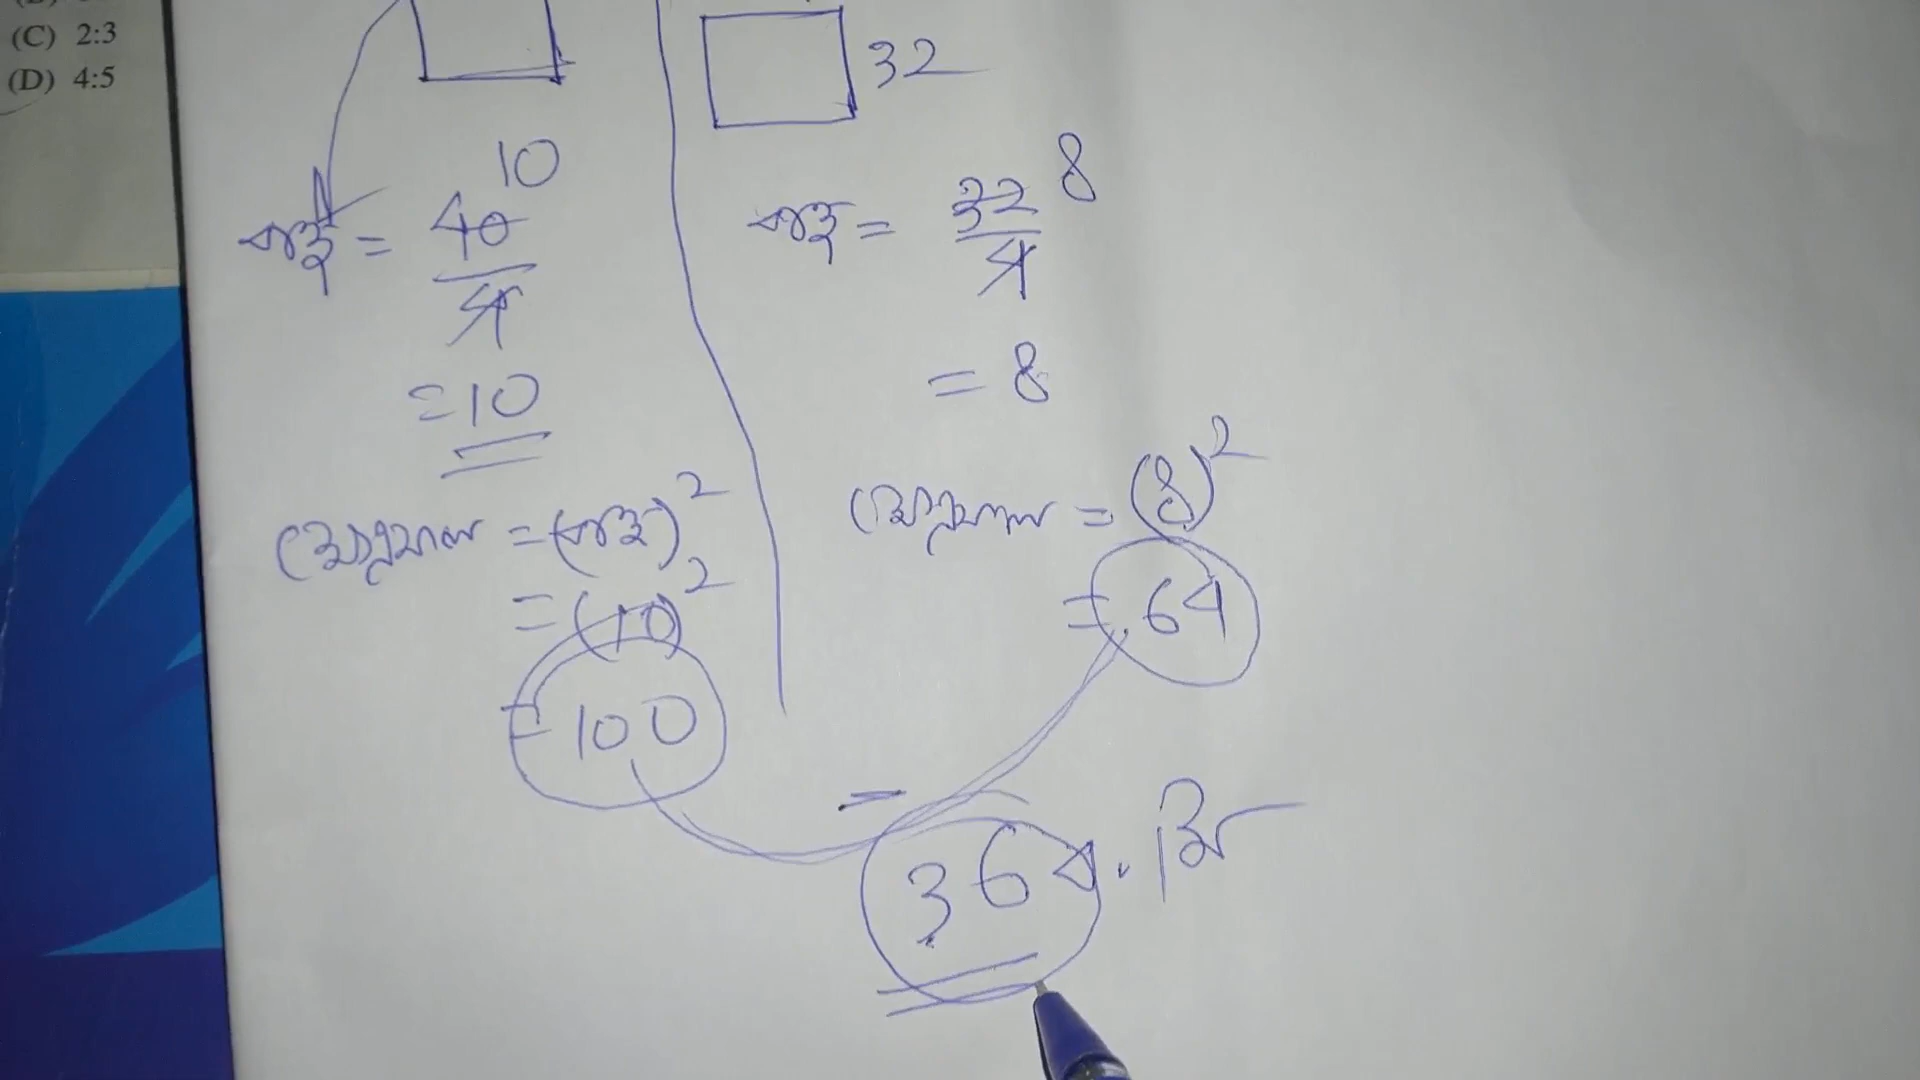 (C) 2:3
(D) 4:5
32
বাহু = 40/4 10
= 10
ক্ষেত্রফল = (বাহু)²
= (10)²
= 100
বাহু = 32/4 8
= 8
ক্ষেত্রফল = (8)²
= 64
-
36 ব. মি